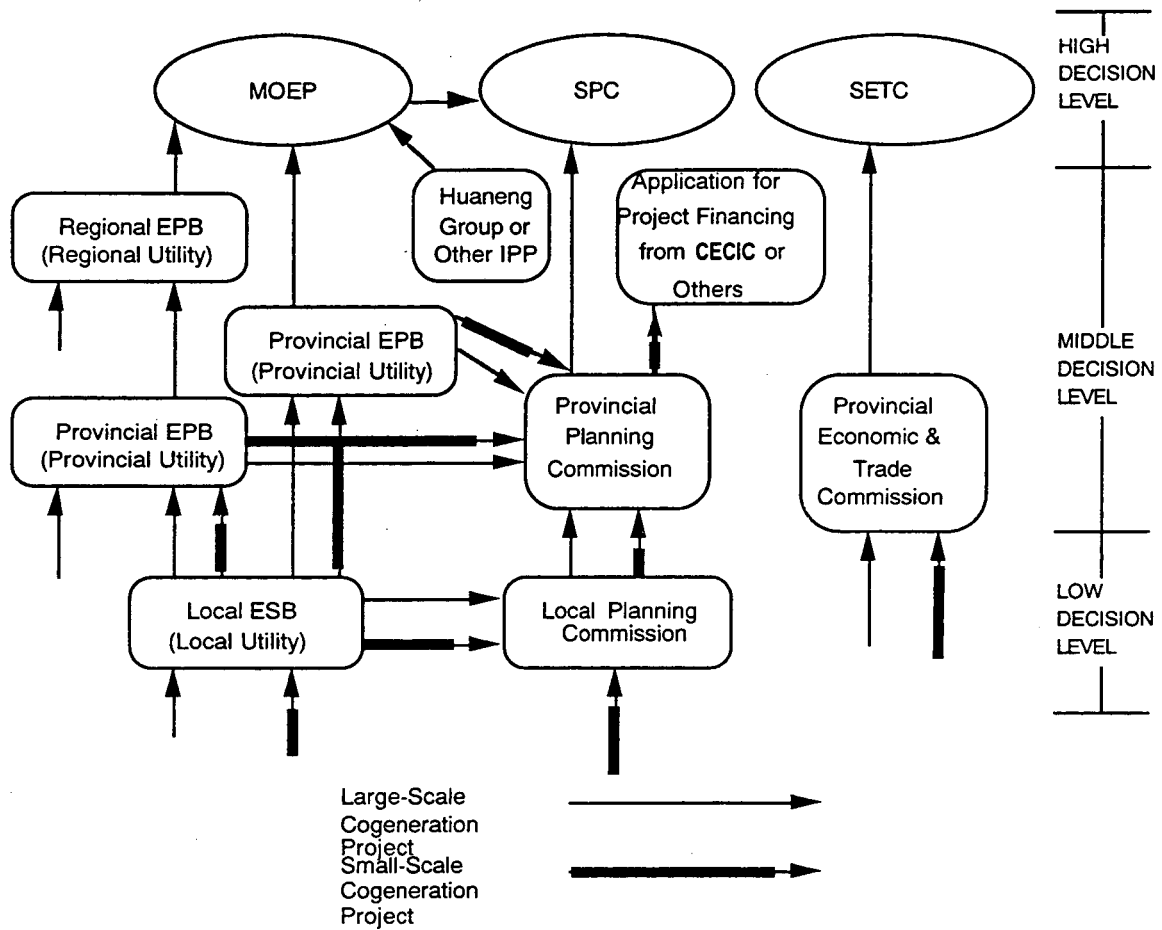 HIGH
DECISION
LEVEL
MOEP
SPC
SETC
Huaneng
Group or
Other IPP
Application for
Project Financing
from CECIC or
Others
Regional EPB
(Regional Utility)
Provincial EPB
(Provincial Utility)
MIDDLE
DECISION
LEVEL
Provincial EPB
(Provincial Utility)
Provincial
Planning
Commission
Provincial
Economic &
Trade
Commission
Local ESB
(Local Utility)
Local Planning
Commission
LOW
DECISION
LEVEL
Large-Scale
Cogeneration
Project
Small-Scale
Cogeneration
Project